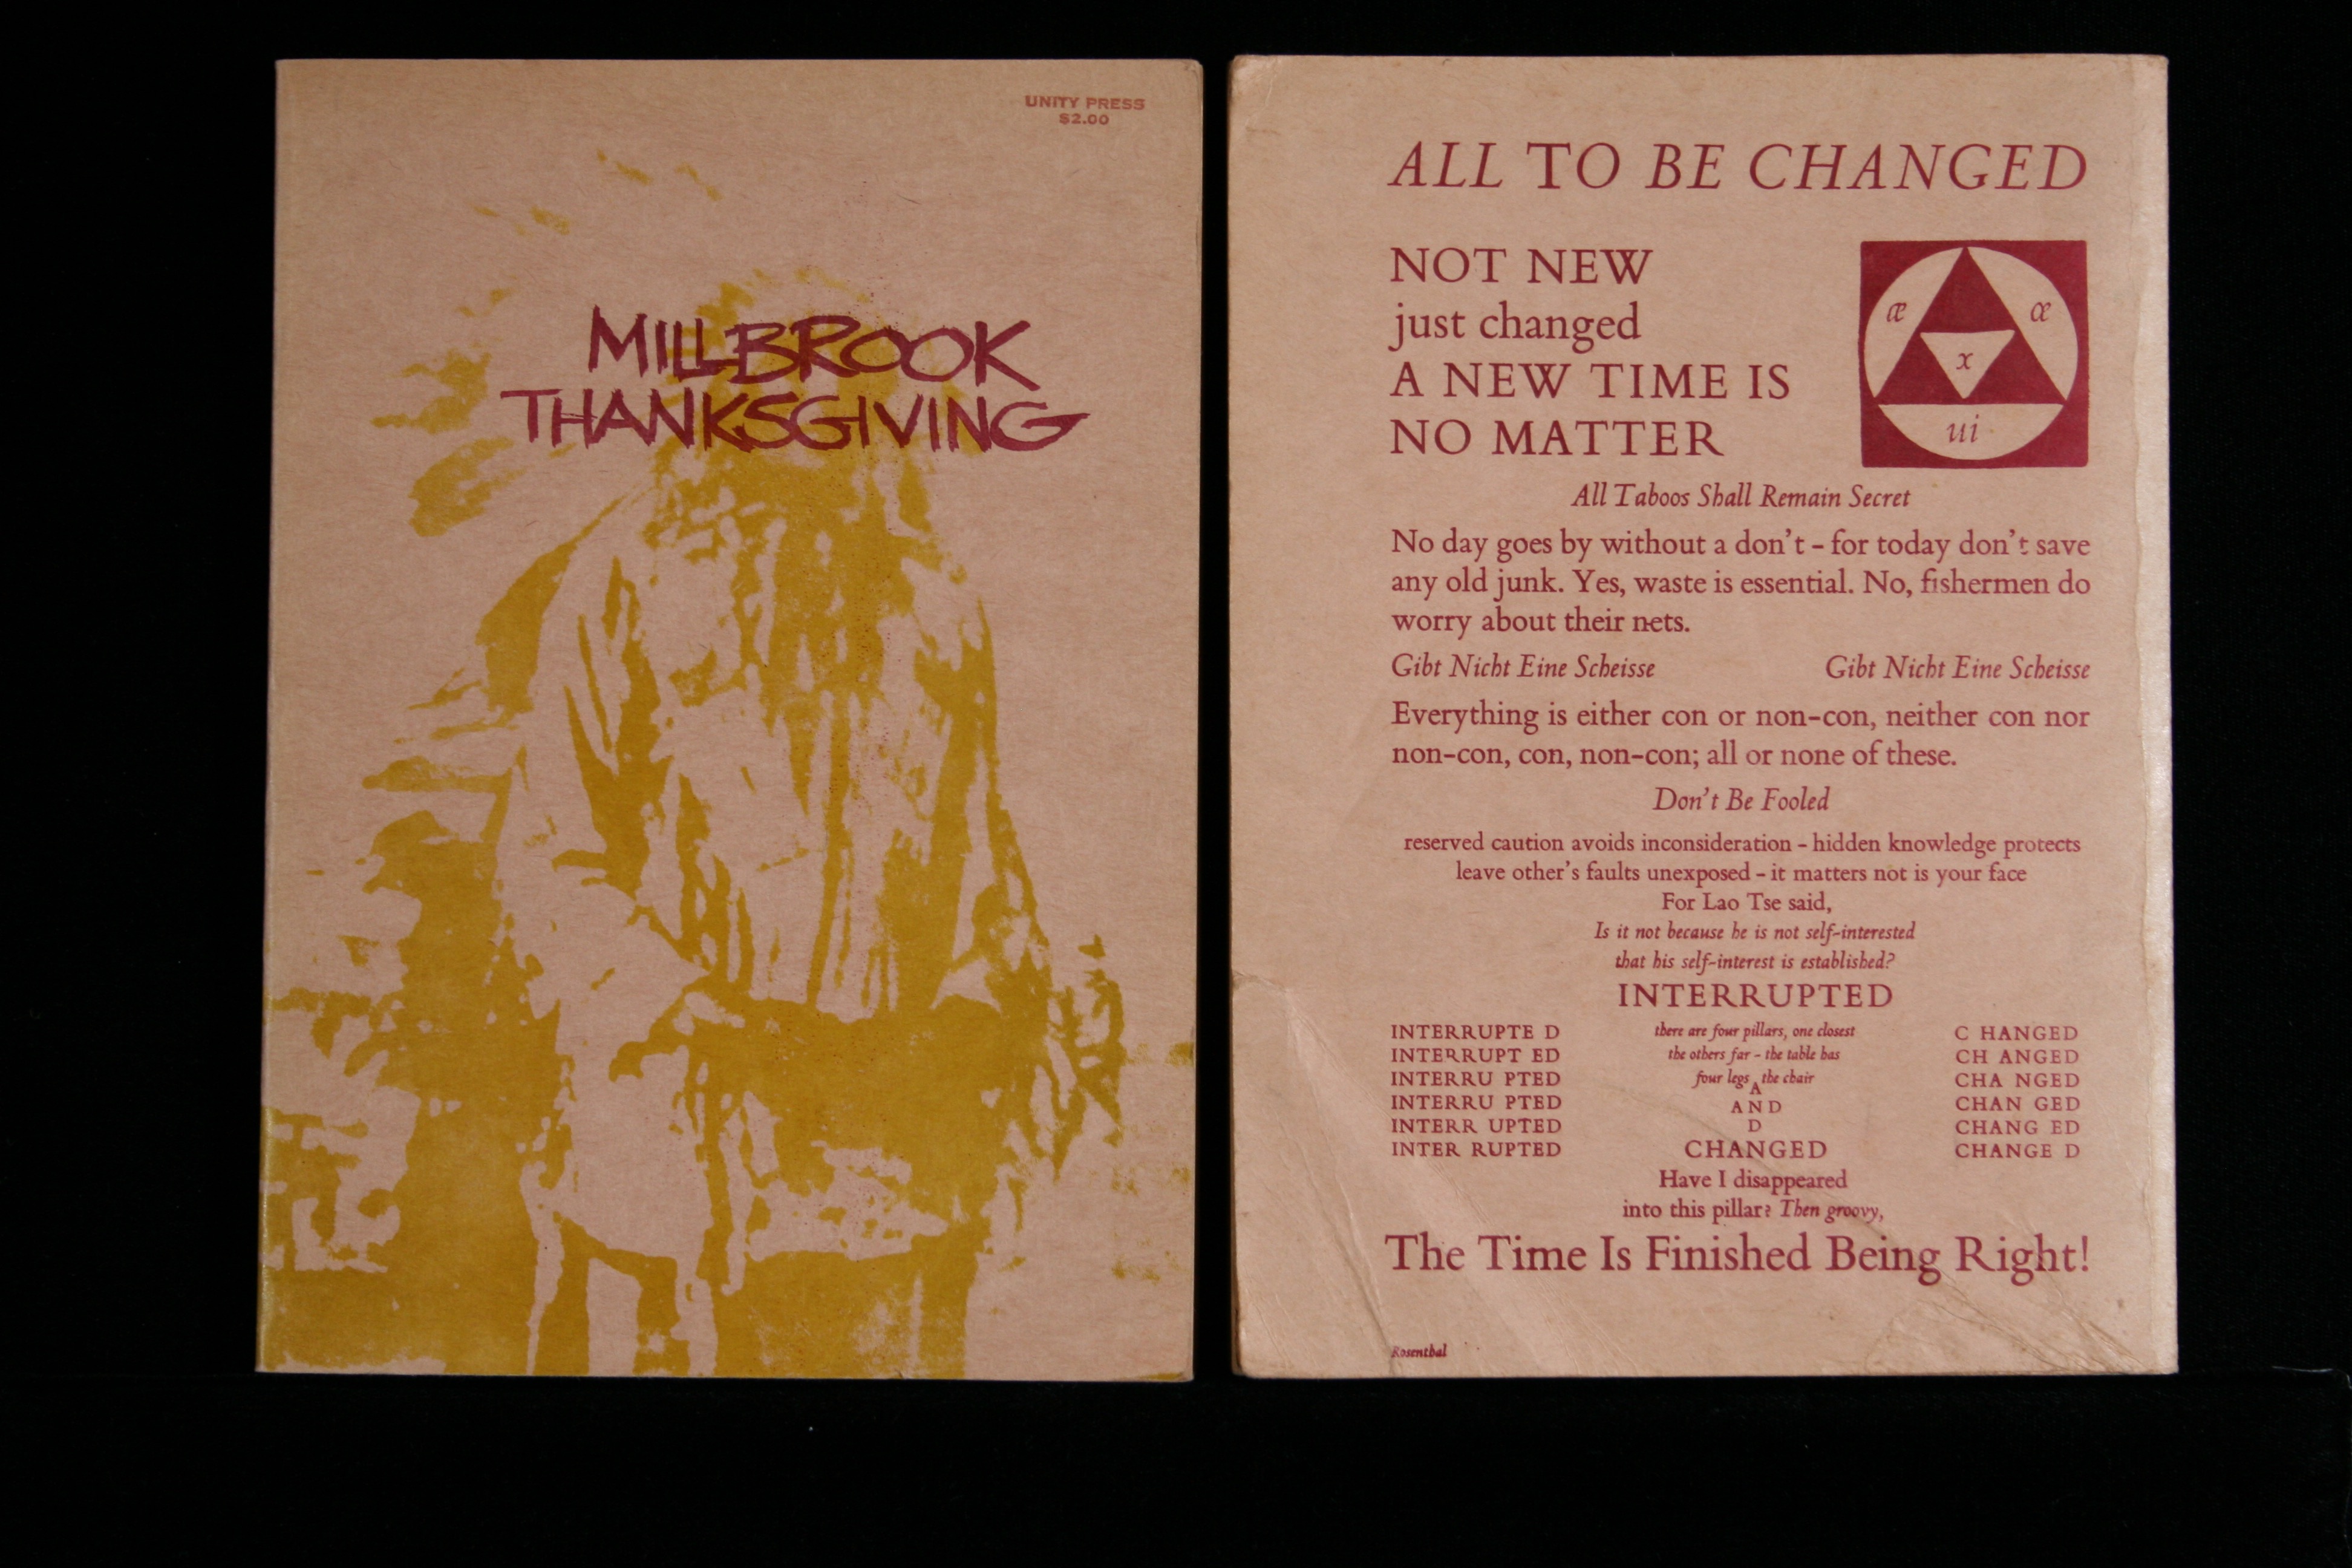 UNITY PRESS
$2.00
MILLBROOK
THANKSGIVING
ALL TO BE CHANGED
NOT NEW
just changed
A NEW TIME IS
NO MATTER
æ
œ
x
ui
All Taboos Shall Remain Secret
No day goes by without a don't - for today don't save
any old junk. Yes, waste is essential. No, fishermen do
worry about their nets.
Gibt Nicht Eine Scheisse Gibt Nicht Eine Scheisse
Everything is either con or non-con, neither con nor
non-con, con, non-con; all or none of these.
Don't Be Fooled
reserved caution avoids inconsideration - hidden knowledge protects
leave other's faults unexposed - it matters not is your face
For Lao Tse said,
Is it not because he is not self-interested
that his self-interest is established?
INTERRUPTED
INTERRUPTE D there are four pillars, one closest C HANGED
INTERRUPT ED the others far - the table has CH ANGED
INTERRU PTED four legs the chair CHA NGED
A
INTERRU PTED AND CHAN GED
INTERR UPTED D CHANG ED
INTER RUPTED CHANGED CHANGE D
Have I disappeared
into this pillar? Then groovy,
The Time Is Finished Being Right!
Rosenthal